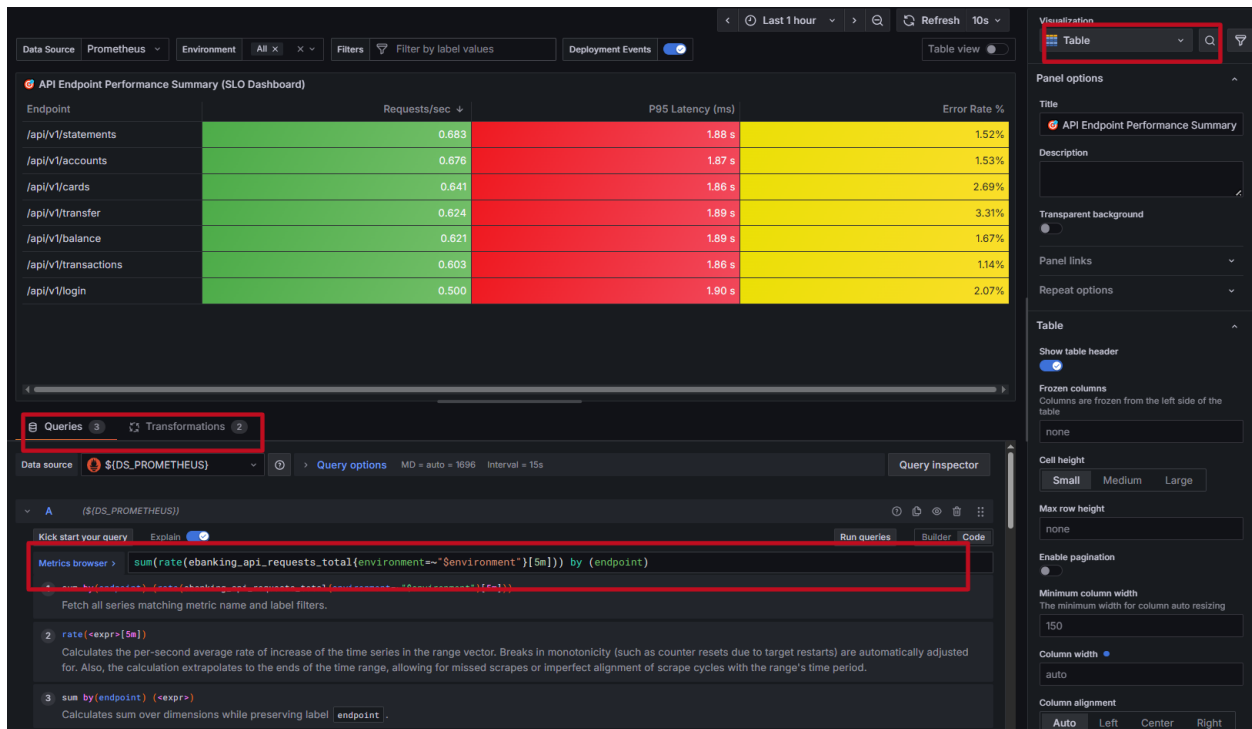 Last 1 hour Refresh 10s
Visualization
Data Source Prometheus Environment All × Filters Filter by label values Deployment Events Table view
Table
API Endpoint Performance Summary (SLO Dashboard)
Endpoint Requests/sec P95 Latency (ms) Error Rate %
/api/v1/statements 0.683 1.88 s 1.52%
/api/v1/accounts 0.676 1.87 s 1.53%
/api/v1/cards 0.641 1.86 s 2.69%
/api/v1/transfer 0.624 1.89 s 3.31%
/api/v1/balance 0.621 1.89 s 1.67%
/api/v1/transactions 0.603 1.86 s 1.14%
/api/v1/login 0.500 1.90 s 2.07%
Queries 3 Transformations 2
Data source ${DS_PROMETHEUS} Query options MD = auto = 1696 Interval = 15s Query inspector
A (${DS_PROMETHEUS})
Kick start your query Explain Run queries Builder Code
Metrics browser > sum(rate(ebanking_api_requests_total{environment=~"$environment"}[5m])) by (endpoint)
1 sum by(endpoint) (rate(ebanking_api_requests_total{environment=~"$environment"}[5m]))
Fetch all series matching metric name and label filters.
2 rate(<expr>[5m])
Calculates the per-second average rate of increase of the time series in the range vector. Breaks in monotonicity (such as counter resets due to target restarts) are automatically adjusted
for. Also, the calculation extrapolates to the ends of the time range, allowing for missed scrapes or imperfect alignment of scrape cycles with the range's time period.
3 sum by(endpoint) (<expr>)
Calculates sum over dimensions while preserving label endpoint .
Panel options
Title
API Endpoint Performance Summary
Description
Transparent background
Panel links
Repeat options
Table
Show table header
Frozen columns
Columns are frozen from the left side of the
table
none
Cell height
Small Medium Large
Max row height
none
Enable pagination
Minimum column width
The minimum width for column auto resizing
150
Column width
auto
Column alignment
Auto Left Center Right